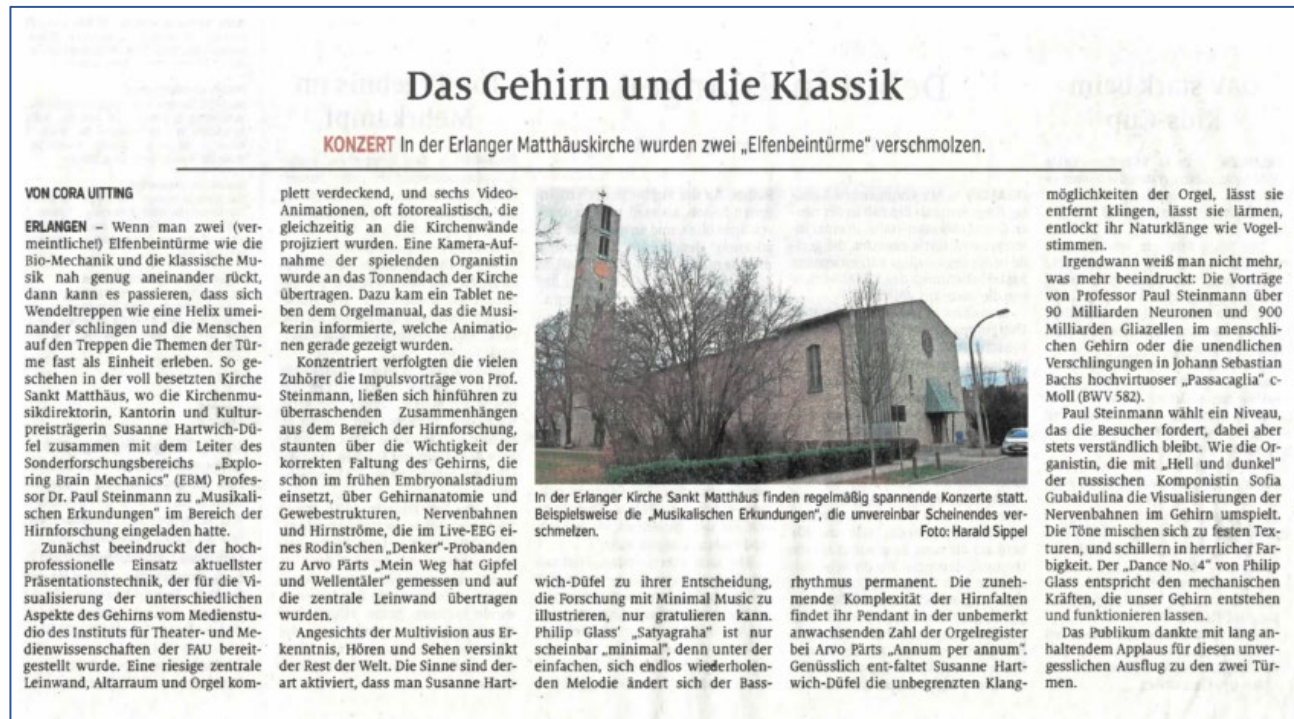 Das Gehirn und die Klassik
KONZERT In der Erlanger Matthäuskirche wurden zwei „Elfenbeintürme“ verschmolzen.
VON CORA UITTING
ERLANGEN – Wenn man zwei (ver-
meintliche!) Elfenbeintürme wie die
Bio-Mechanik und die klassische Mu-
sik nah genug aneinander rückt,
dann kann es passieren, dass sich
Wendeltreppen wie eine Helix umei-
nander schlingen und die Menschen
auf den Treppen die Themen der Tür-
me fast als Einheit erleben. So ge-
schehen in der voll besetzten Kirche
Sankt Matthäus, wo die Kirchenmu-
sikdirektorin, Kantorin und Kultur-
preisträgerin Susanne Hartwich-Dü-
fel zusammen mit dem Leiter des
Sonderforschungsbereichs „Explo-
ring Brain Mechanics“ (EBM) Profes-
sor Dr. Paul Steinmann zu „Musikali-
schen Erkundungen“ im Bereich der
Hirnforschung eingeladen hatte.
Zunächst beeindruckt der hoch-
professionelle Einsatz aktuellster
Präsentationstechnik, der für die Vi-
sualisierung der unterschiedlichen
Aspekte des Gehirns vom Medienstu-
dio des Instituts für Theater- und Me-
dienwissenschaften der FAU bereit-
gestellt wurde. Eine riesige zentrale
Leinwand, Altarraum und Orgel kom-
plett verdeckend, und sechs Video-
Animationen, oft fotorealistisch, die
gleichzeitig an die Kirchenwände
projiziert wurden. Eine Kamera-Auf-
nahme der spielenden Organistin
wurde an das Tonnendach der Kirche
übertragen. Dazu kam ein Tablet ne-
ben dem Orgelmanual, das die Musi-
kerin informierte, welche Animatio-
nen gerade gezeigt wurden.
Konzentriert verfolgten die vielen
Zuhörer die Impulsvorträge von Prof.
Steinmann, ließen sich hinführen zu
überraschenden Zusammenhängen
aus dem Bereich der Hirnforschung,
staunten über die Wichtigkeit der
korrekten Faltung des Gehirns, die
schon im frühen Embryonalstadium
einsetzt, über Gehirnanatomie und
Gewebestrukturen, Nervenbahnen
und Hirnströme, die im Live-EEG ei-
nes Rodin’schen „Denker“-Probanden
zu Arvo Pärts „Mein Weg hat Gipfel
und Wellentäler“ gemessen und auf
die zentrale Leinwand übertragen
wurden.
Angesichts der Multivision aus Er-
kenntnis, Hören und Sehen versinkt
der Rest der Welt. Die Sinne sind der-
art aktiviert, dass man Susanne Hart-
In der Erlanger Kirche Sankt Matthäus finden regelmäßig spannende Konzerte statt.
Beispielsweise die „Musikalischen Erkundungen“, die unvereinbar Scheinendes ver-
schmelzen. Foto: Harald Sippel
wich-Düfel zu ihrer Entscheidung,
die Forschung mit Minimal Music zu
illustrieren, nur gratulieren kann.
Philip Glass’ „Satyagraha“ ist nur
scheinbar „minimal“, denn unter der
einfachen, sich endlos wiederholen-
den Melodie ändert sich der Bass-
rhythmus permanent. Die zuneh-
mende Komplexität der Hirnfalten
findet ihr Pendant in der unbemerkt
anwachsenden Zahl der Orgelregister
bei Arvo Pärts „Annum per annum“.
Genüsslich ent-faltet Susanne Hart-
wich-Düfel die unbegrenzten Klang-
möglichkeiten der Orgel, lässt sie
entfernt klingen, lässt sie lärmen,
entlockt ihr Naturklänge wie Vogel-
stimmen.
Irgendwann weiß man nicht mehr,
was mehr beeindruckt: Die Vorträge
von Professor Paul Steinmann über
90 Milliarden Neuronen und 900
Milliarden Gliazellen im menschli-
chen Gehirn oder die unendlichen
Verschlingungen in Johann Sebastian
Bachs hochvirtuoser „Passacaglia“ c-
Moll (BWV 582).
Paul Steinmann wählt ein Niveau,
das die Besucher fordert, dabei aber
stets verständlich bleibt. Wie die Or-
ganistin, die mit „Hell und dunkel“
der russischen Komponistin Sofia
Gubaidulina die Visualisierungen der
Nervenbahnen im Gehirn umspielt.
Die Töne mischen sich zu festen Tex-
turen, und schillern in herrlicher Far-
bigkeit. Der „Dance No. 4“ von Philip
Glass entspricht den mechanischen
Kräften, die unser Gehirn entstehen
und funktionieren lassen.
Das Publikum dankte mit lang an-
haltendem Applaus für diesen unver-
gesslichen Ausflug zu den zwei Tür-
men.